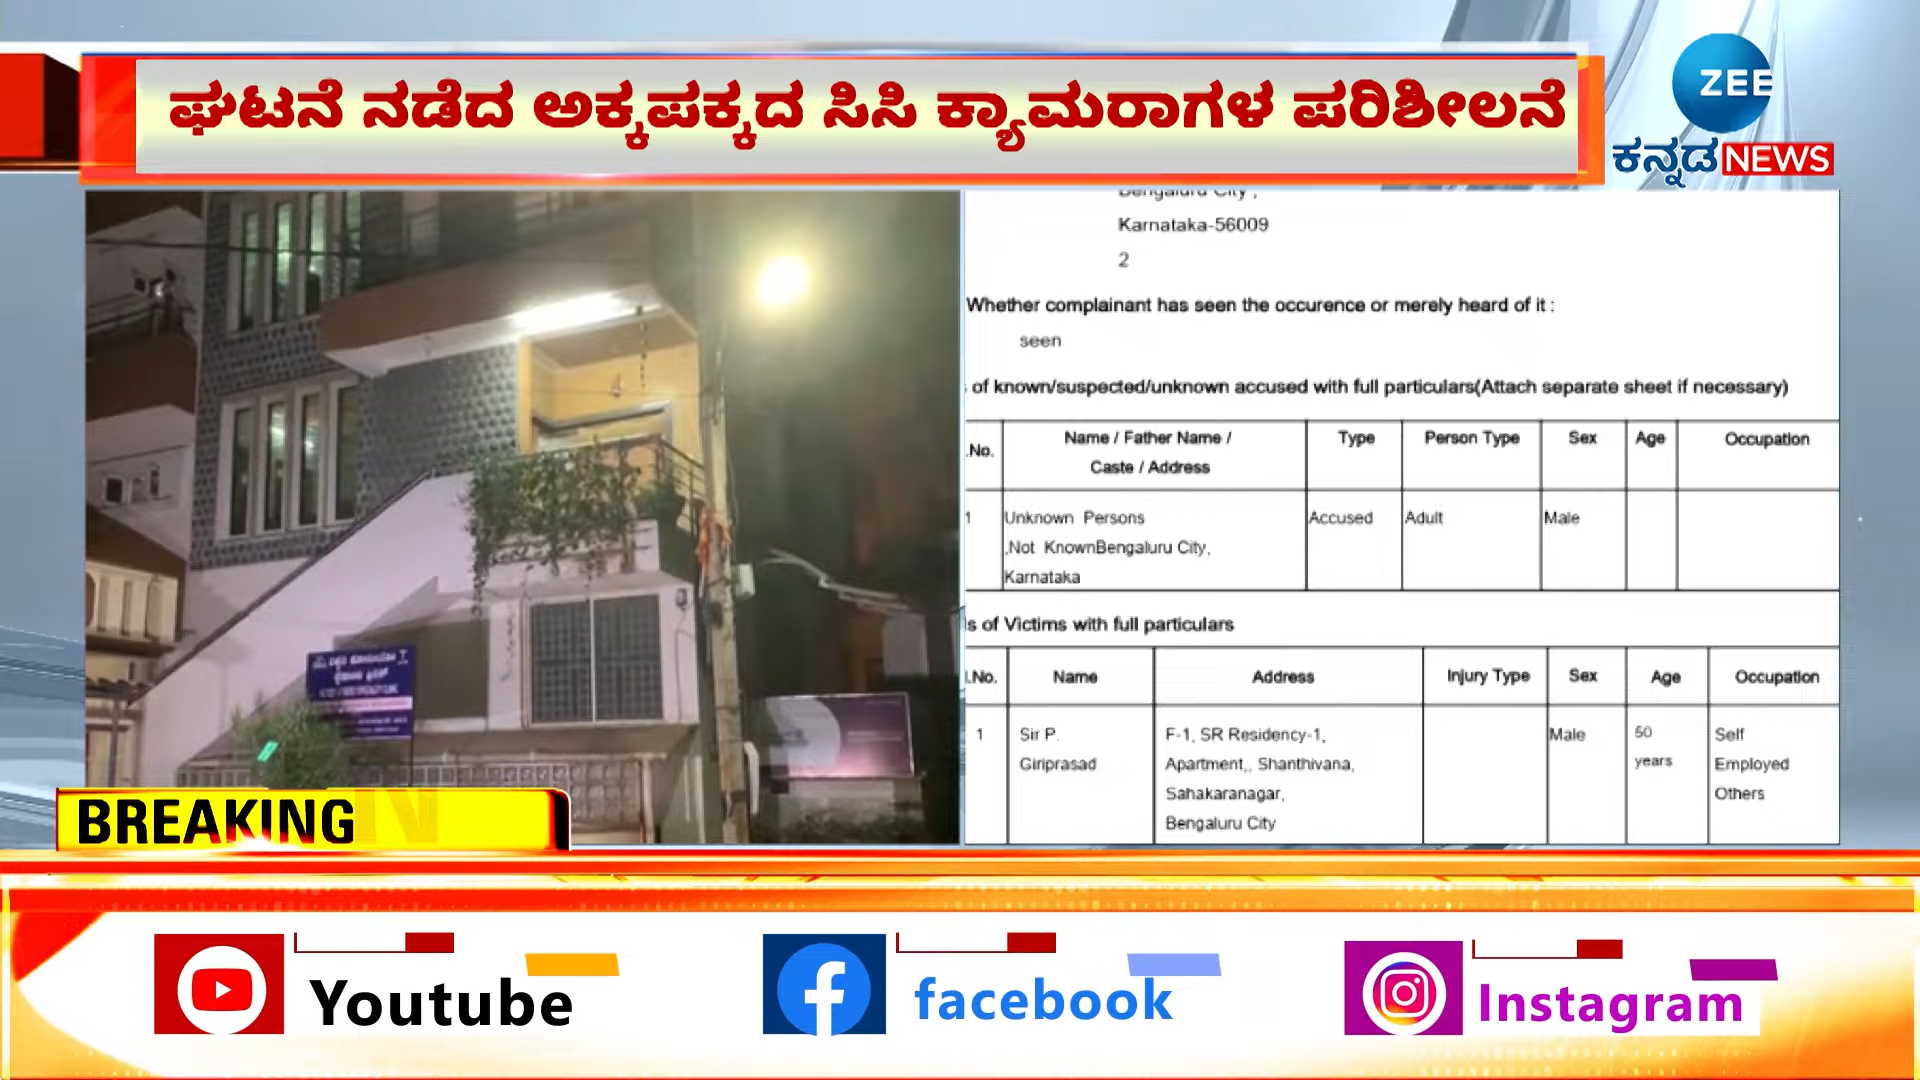 ಘಟನೆ ನಡೆದ ಅಕ್ಕಪಕ್ಕದ ಸಿಸಿ ಕ್ಯಾಮರಾಗಳ ಪರಿಶೀಲನೆ
ZEE
ಕನ್ನಡ NEWS
Bengaluru City ,
Karnataka-56009
2
Whether complainant has seen the occurence or merely heard of it :
seen
of known/suspected/unknown accused with full particulars(Attach separate sheet if necessary)
.No. Name / Father Name / Caste / Address Type Person Type Sex Age Occupation
1 Unknown Persons Accused Adult Male
,Not KnownBengaluru City,
Karnataka
s of Victims with full particulars
.No. Name Address Injury Type Sex Age Occupation
1 Sir P. F-1, SR Residency-1, Male 50 Self
Giriprasad Apartment,, Shanthivana, years Employed
Sahakaranagar, Others
Bengaluru City
BREAKING
Youtube
facebook
Instagram